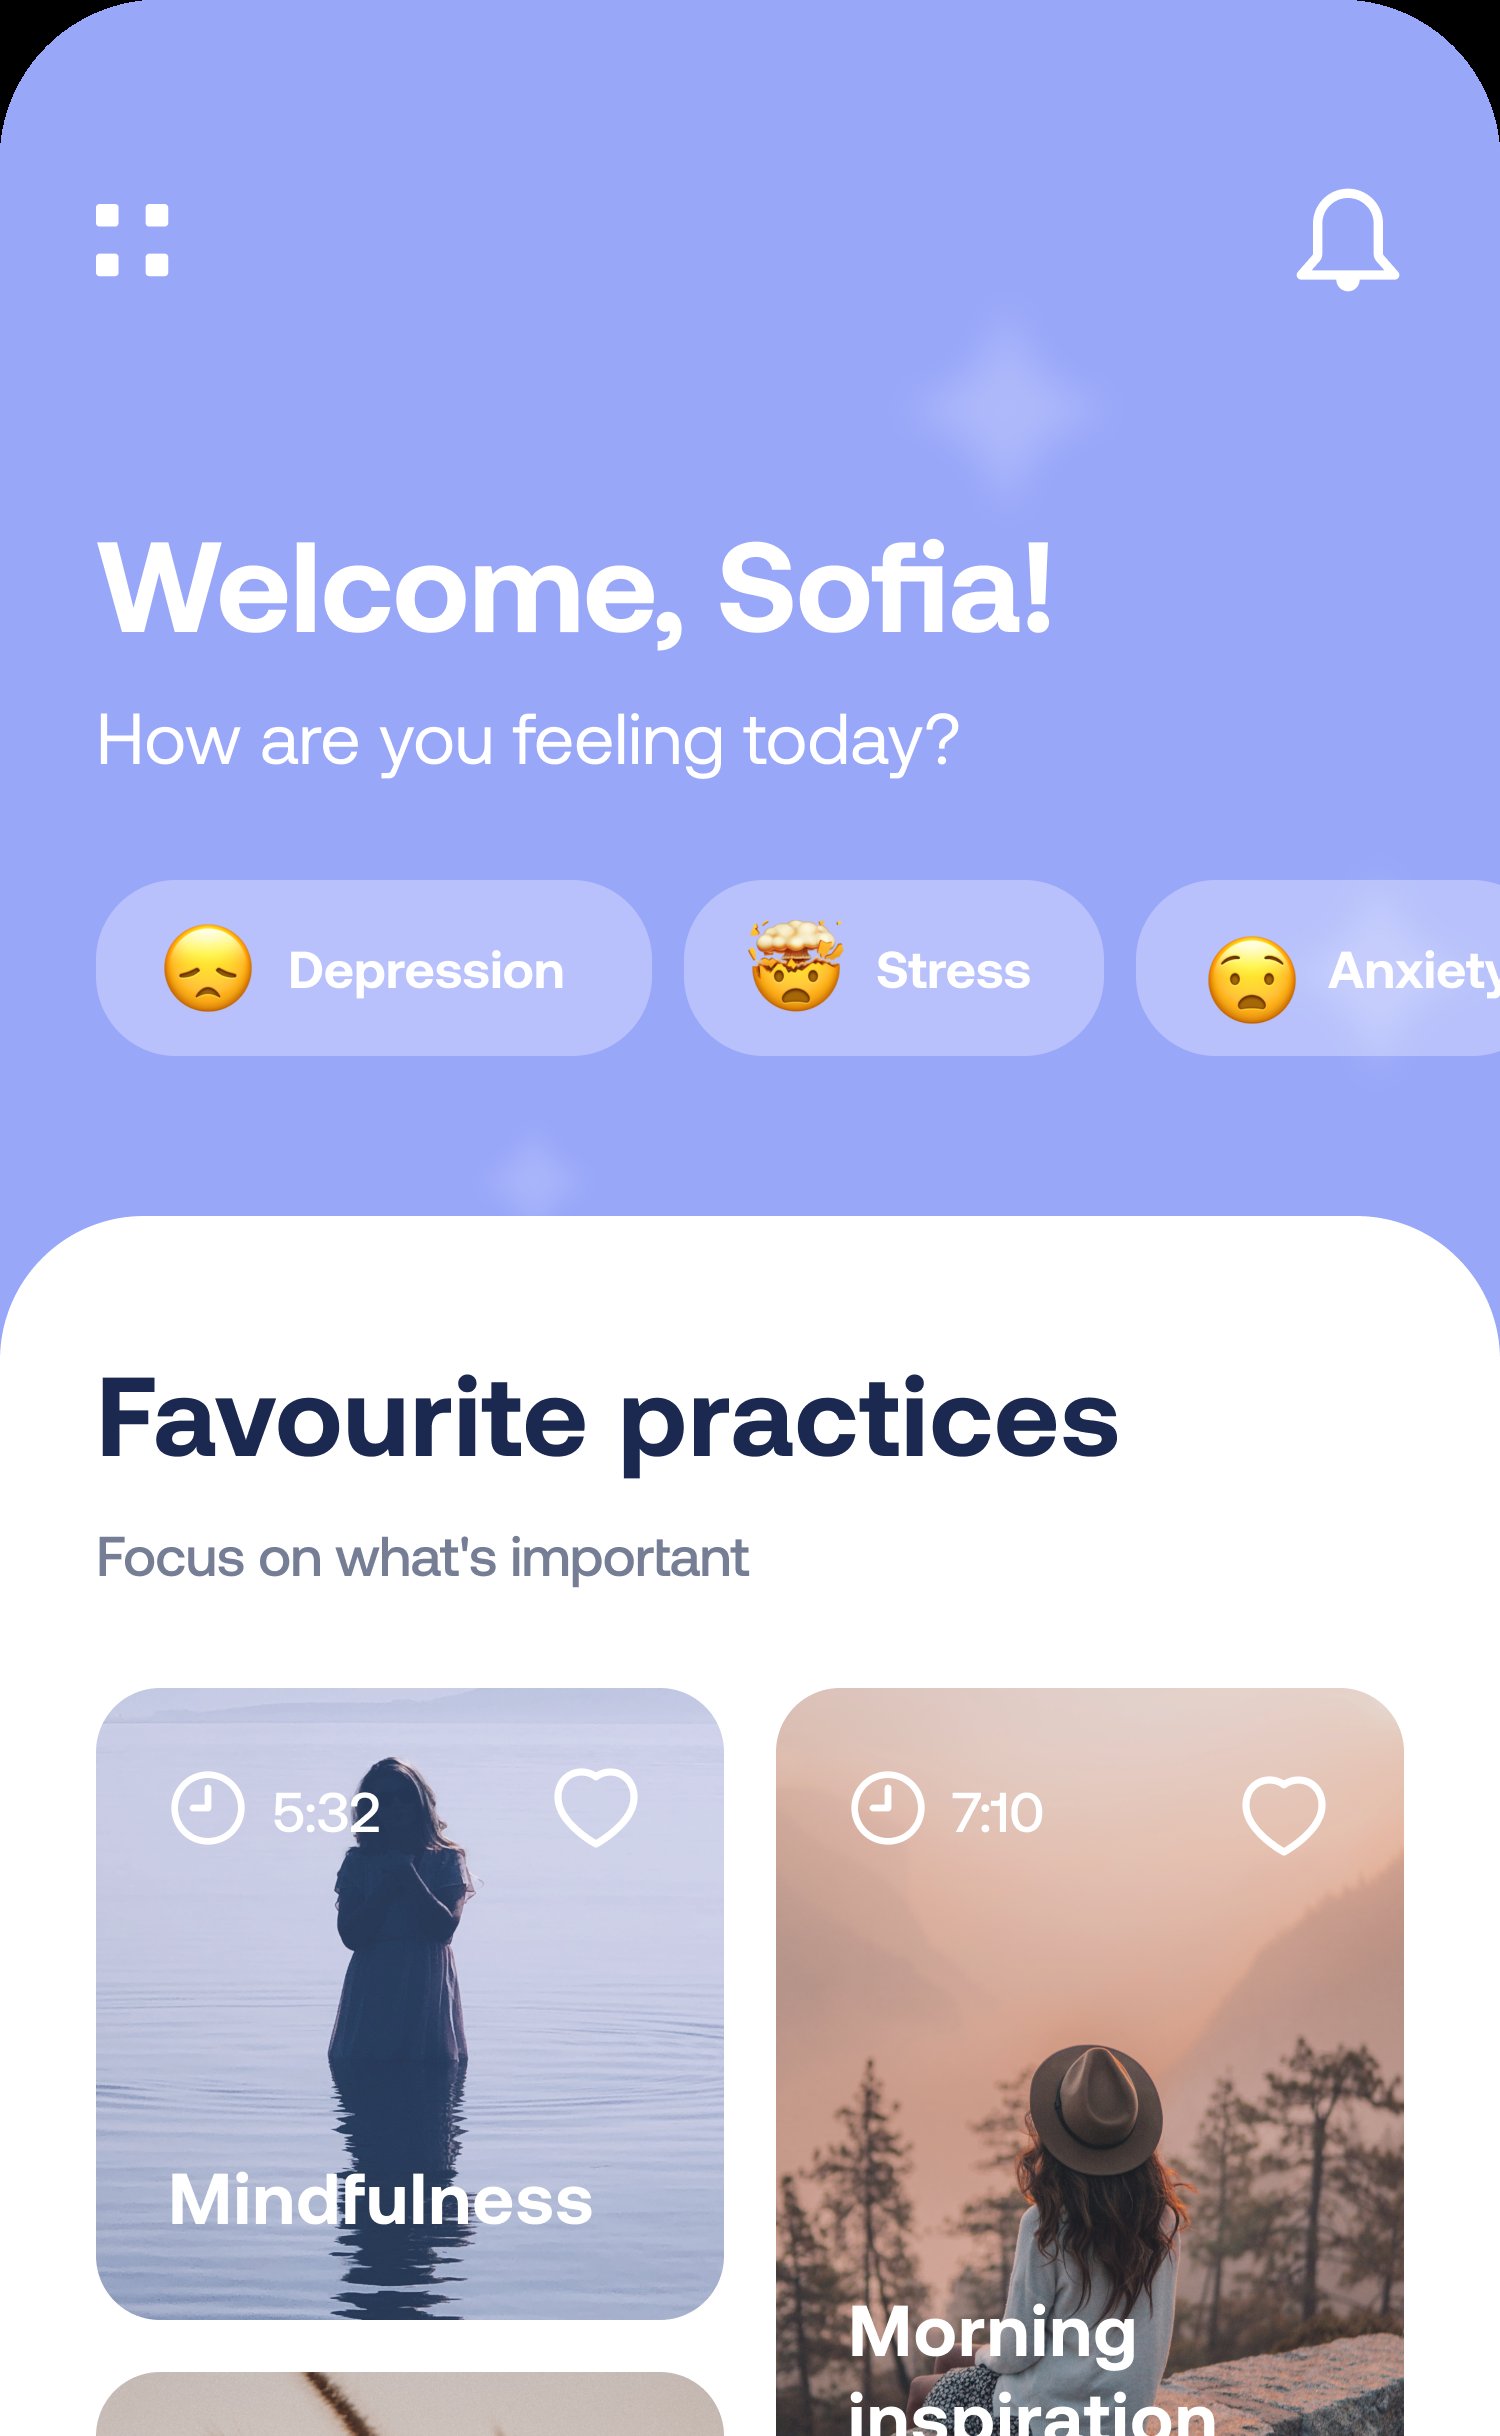 Welcome, Sofia!
How are you feeling today?
Depression
Stress
Anxiety
Favourite practices
Focus on what's important
5:32
7:10
Mindfulness
Morning
inspiration